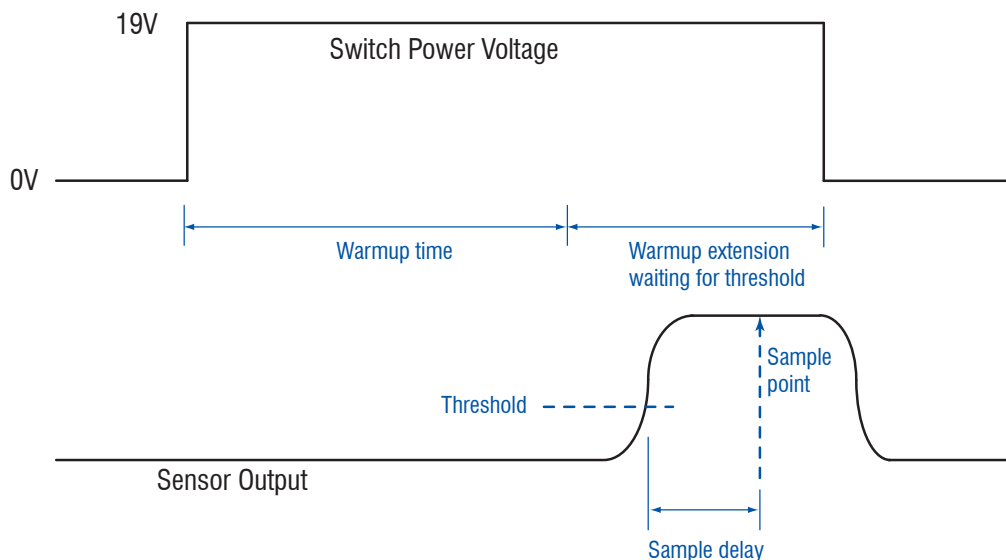 19V
Switch Power Voltage
0V
Warmup time
Warmup extension
waiting for threshold
Sample
point
Threshold
Sensor Output
Sample delay